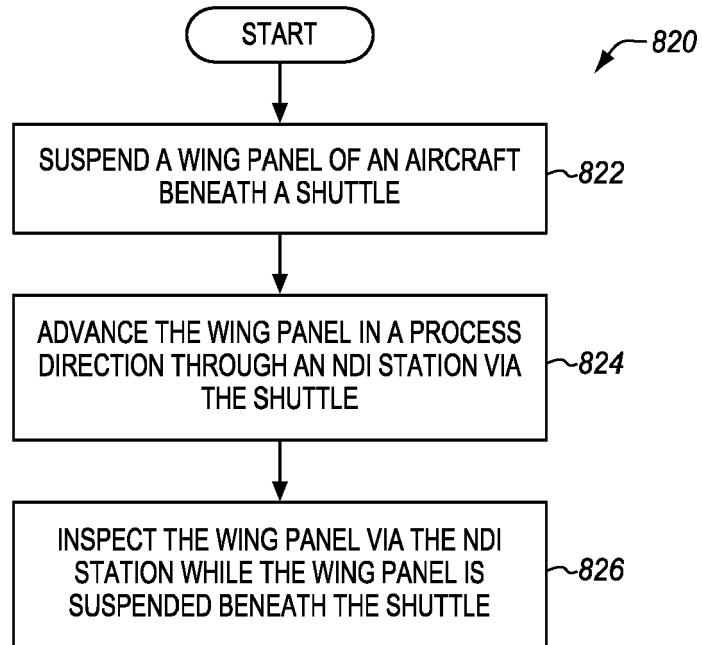 START
820
SUSPEND A WING PANEL OF AN AIRCRAFT
BENEATH A SHUTTLE
822
ADVANCE THE WING PANEL IN A PROCESS
DIRECTION THROUGH AN NDI STATION VIA
THE SHUTTLE
824
INSPECT THE WING PANEL VIA THE NDI
STATION WHILE THE WING PANEL IS
SUSPENDED BENEATH THE SHUTTLE
826